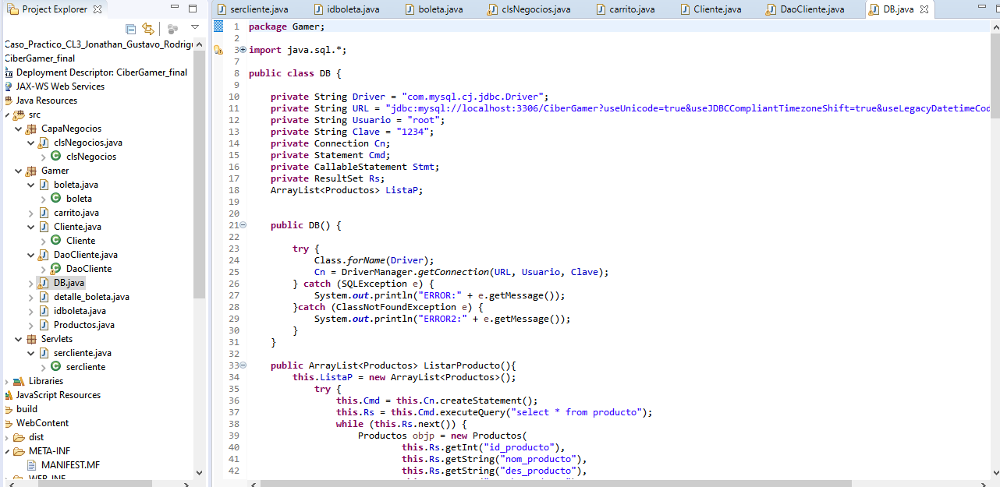 Project Explorer
Caso_Practico_CL3_Jonathan_Gustavo_Rodrigu
CiberGamer_final
Deployment Descriptor: CiberGamer_final
JAX-WS Web Services
Java Resources
src
CapaNegocios
clsNegocios.java
clsNegocios
Gamer
boleta.java
boleta
carrito.java
Cliente.java
Cliente
DaoCliente.java
DaoCliente
DB.java
detalle_boleta.java
idboleta.java
Productos.java
Servlets
sercliente.java
sercliente
Libraries
JavaScript Resources
build
WebContent
dist
META-INF
MANIFEST.MF
WEB-INF
sercliente.java idboleta.java boleta.java clsNegocios.java carrito.java Cliente.java DaoCliente.java DB.java
1 package Gamer;
2
3 import java.sql.*;
7
8 public class DB {
9
10 private String Driver = "com.mysql.cj.jdbc.Driver";
11 private String URL = "jdbc:mysql://localhost:3306/CiberGamer?useUnicode=true&useJDBCCompliantTimezoneShift=true&useLegacyDatetimeCod
12 private String Usuario = "root";
13 private String Clave = "1234";
14 private Connection Cn;
15 private Statement Cmd;
16 private CallableStatement Stmt;
17 private ResultSet Rs;
18 ArrayList<Productos> ListaP;
19
20
21 public DB() {
22
23 try {
24 Class.forName(Driver);
25 Cn = DriverManager.getConnection(URL, Usuario, Clave);
26 } catch (SQLException e) {
27 System.out.println("ERROR:" + e.getMessage());
28 }catch (ClassNotFoundException e) {
29 System.out.println("ERROR2:" + e.getMessage());
30 }
31 }
32
33 public ArrayList<Productos> ListarProducto(){
34 this.ListaP = new ArrayList<Productos>();
35 try {
36 this.Cmd = this.Cn.createStatement();
37 this.Rs = this.Cmd.executeQuery("select * from producto");
38 while (this.Rs.next()) {
39 Productos objp = new Productos(
40 this.Rs.getInt("id_producto"),
41 this.Rs.getString("nom_producto"),
42 this.Rs.getString("des_producto"),